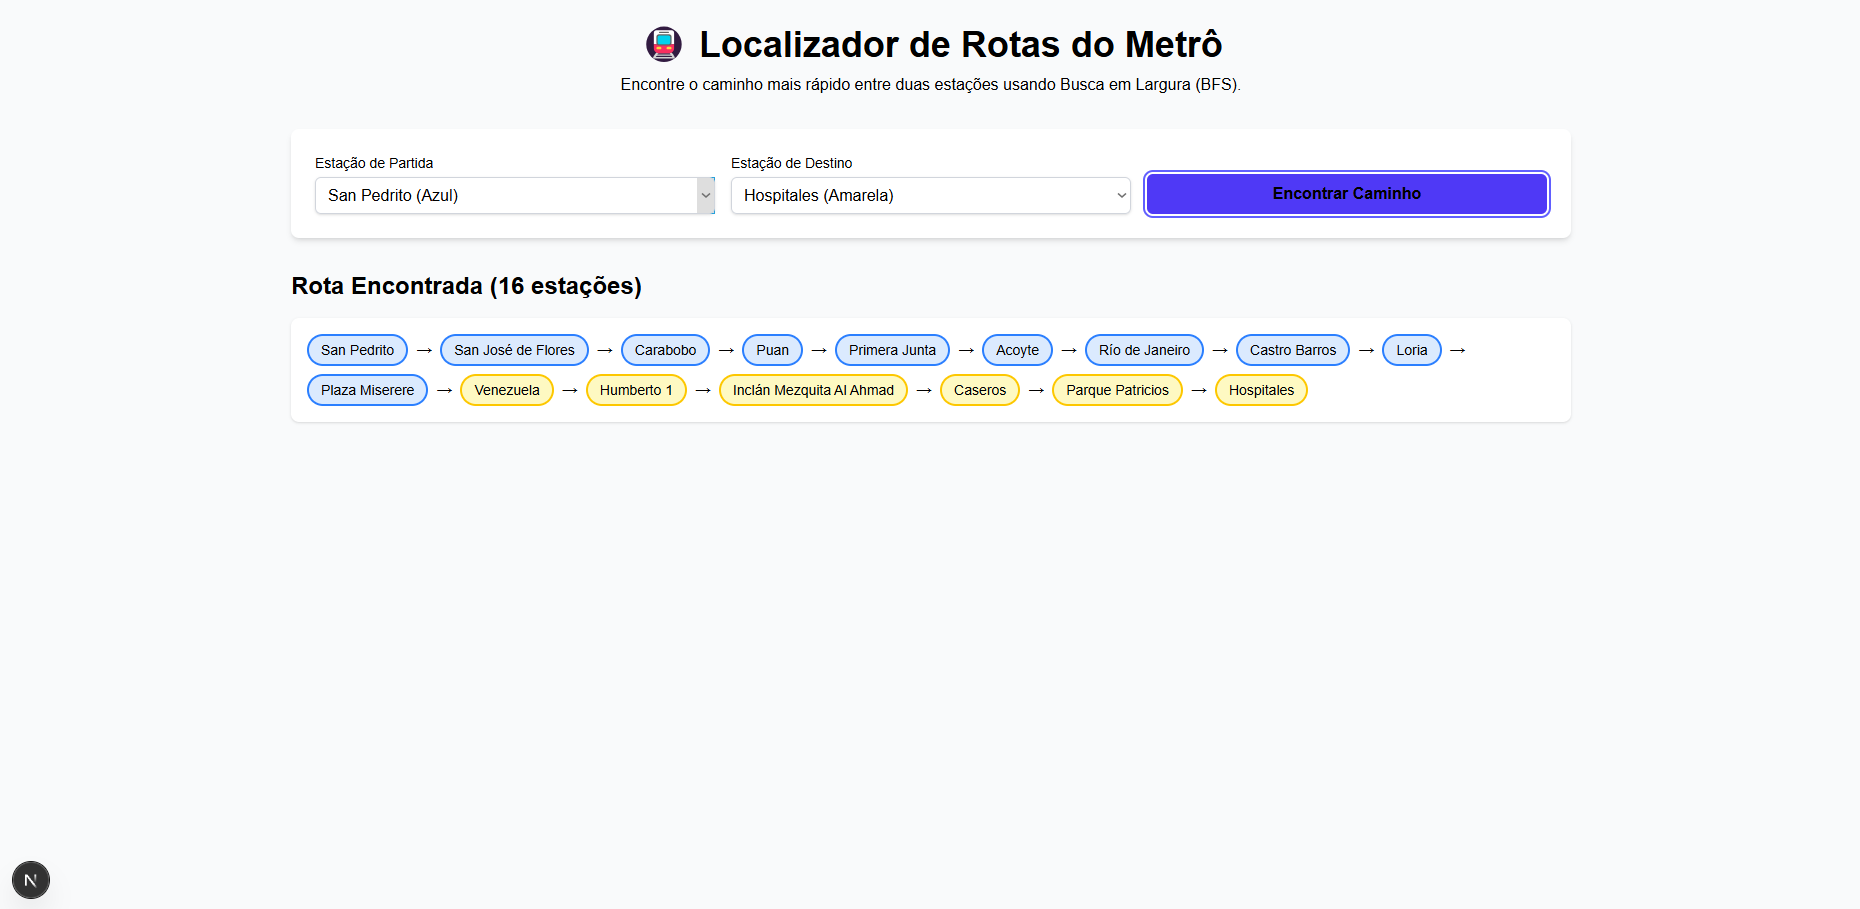 Localizador de Rotas do Metrô
Encontre o caminho mais rápido entre duas estações usando Busca em Largura (BFS).
Estação de Partida
San Pedrito (Azul)
Estação de Destino
Hospitales (Amarela)
Encontrar Caminho
Rota Encontrada (16 estações)
San Pedrito → San José de Flores → Carabobo → Puan → Primera Junta → Acoyte → Río de Janeiro → Castro Barros → Loria →
Plaza Miserere → Venezuela → Humberto 1 → Inclán Mezquita Al Ahmad → Caseros → Parque Patricios → Hospitales
N